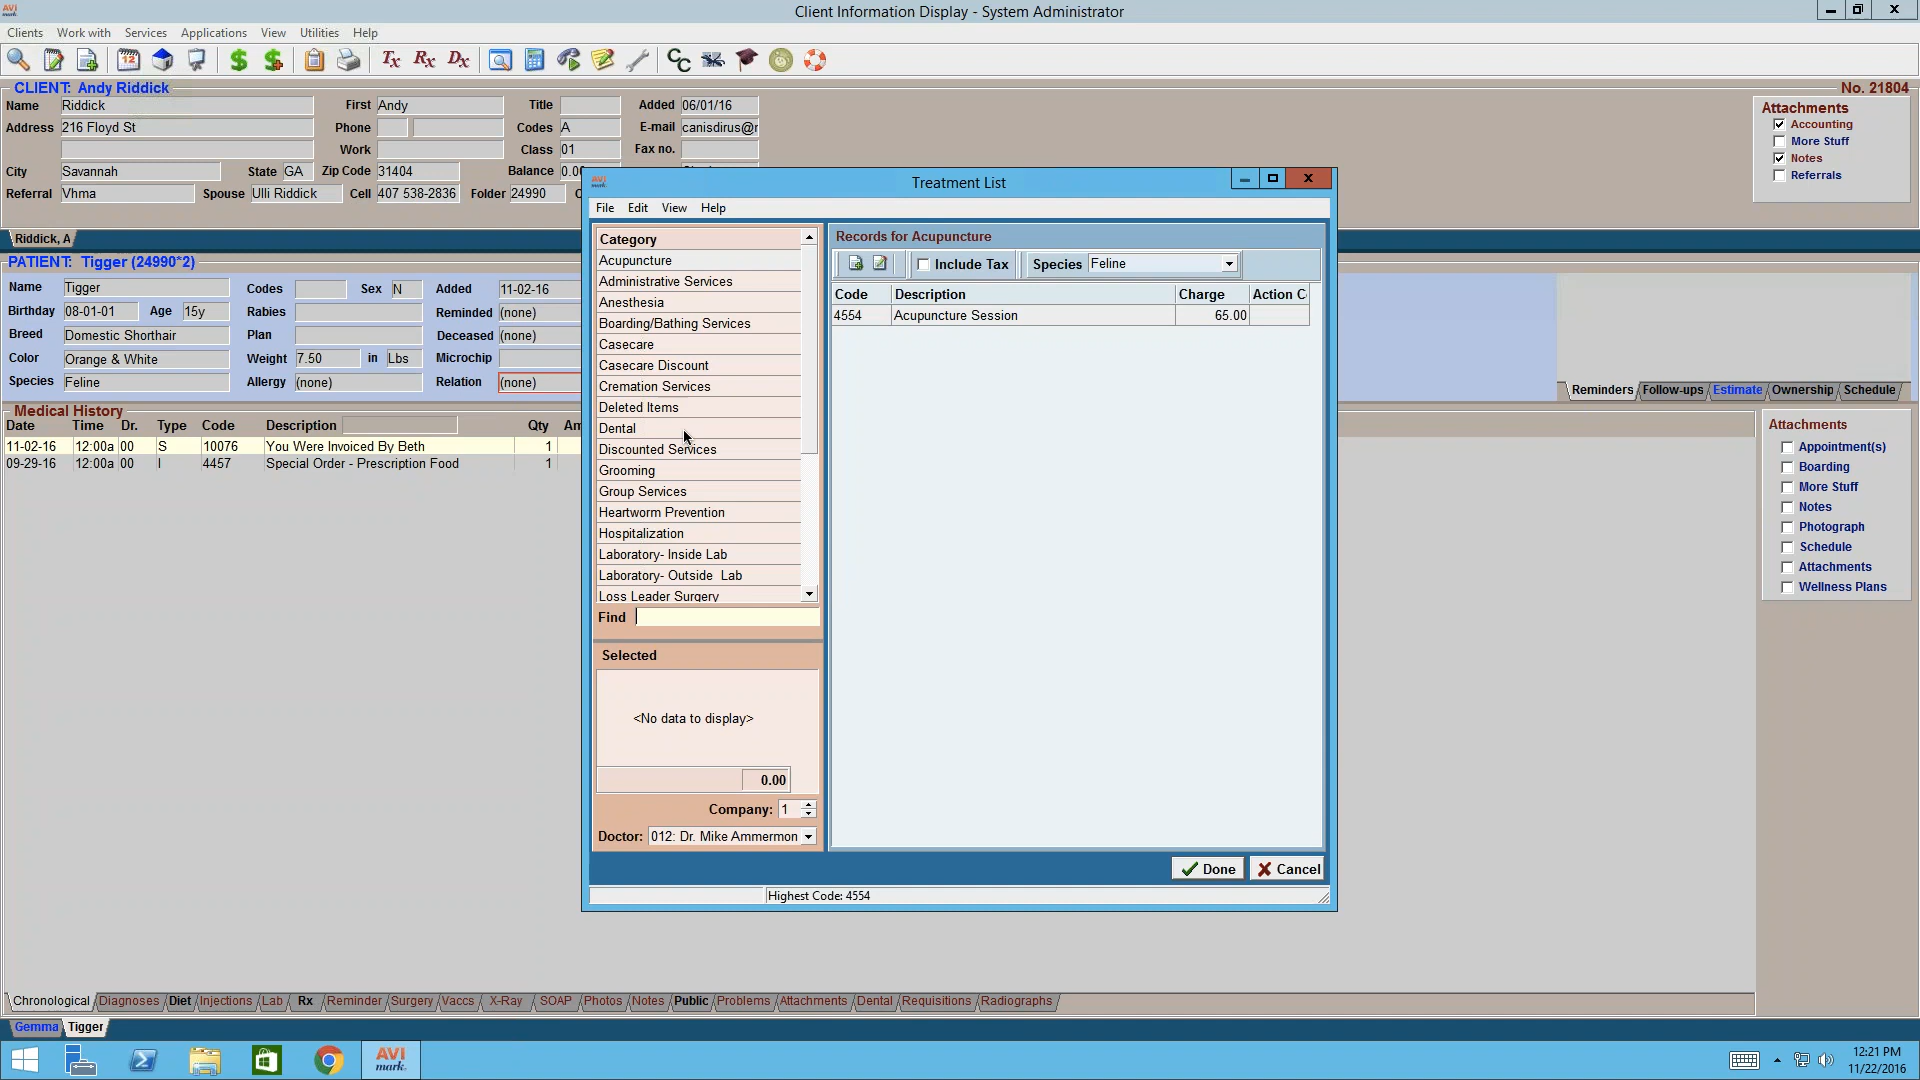 AVI mark
Client Information Display - System Administrator
Clients Work with Services Applications View Utilities Help
Tx Rx Dx
CLIENT: Andy Riddick No. 21804
Name Riddick First Andy Title Added 06/01/16
Address 216 Floyd St Phone Codes A E-mail canisdirus@r
Work Class 01 Fax no.
City Savannah State GA Zip Code 31404 Balance 0.00
Referral Vhma Spouse Ulli Riddick Cell 407 538-2836 Folder 24990
Attachments
Accounting
More Stuff
Notes
Referrals
Riddick, A
PATIENT: Tigger (24990*2)
Name Tigger Codes Sex N Added 11-02-16
Birthday 08-01-01 Age 15y Rabies Reminded (none)
Breed Domestic Shorthair Plan Deceased (none)
Color Orange & White Weight 7.50 in Lbs Microchip
Species Feline Allergy (none) Relation (none)
Reminders Follow-ups Estimate Ownership Schedule
Medical History
Date Time Dr. Type Code Description Qty Am
11-02-16 12:00a 00 S 10076 You Were Invoiced By Beth 1
09-29-16 12:00a 00 I 4457 Special Order - Prescription Food 1
Attachments
Appointment(s)
Boarding
More Stuff
Notes
Photograph
Schedule
Attachments
Wellness Plans
AVI mark
Treatment List
File Edit View Help
Category
Acupuncture
Administrative Services
Anesthesia
Boarding/Bathing Services
Casecare
Casecare Discount
Cremation Services
Deleted Items
Dental
Discounted Services
Grooming
Group Services
Heartworm Prevention
Hospitalization
Laboratory- Inside Lab
Laboratory- Outside Lab
Loss Leader Surgery
Find
Selected
<No data to display>
0.00
Company: 1
Doctor: 012: Dr. Mike Ammermon
Records for Acupuncture
Include Tax Species Feline
Code Description Charge Action C
4554 Acupuncture Session 65.00
Done Cancel
Highest Code: 4554
Chronological Diagnoses Diet Injections Lab Rx Reminder Surgery Vaccs X-Ray SOAP Photos Notes Public Problems Attachments Dental Requisitions Radiographs
Gemma Tigger
AVI mark
12:21 PM
11/22/2016